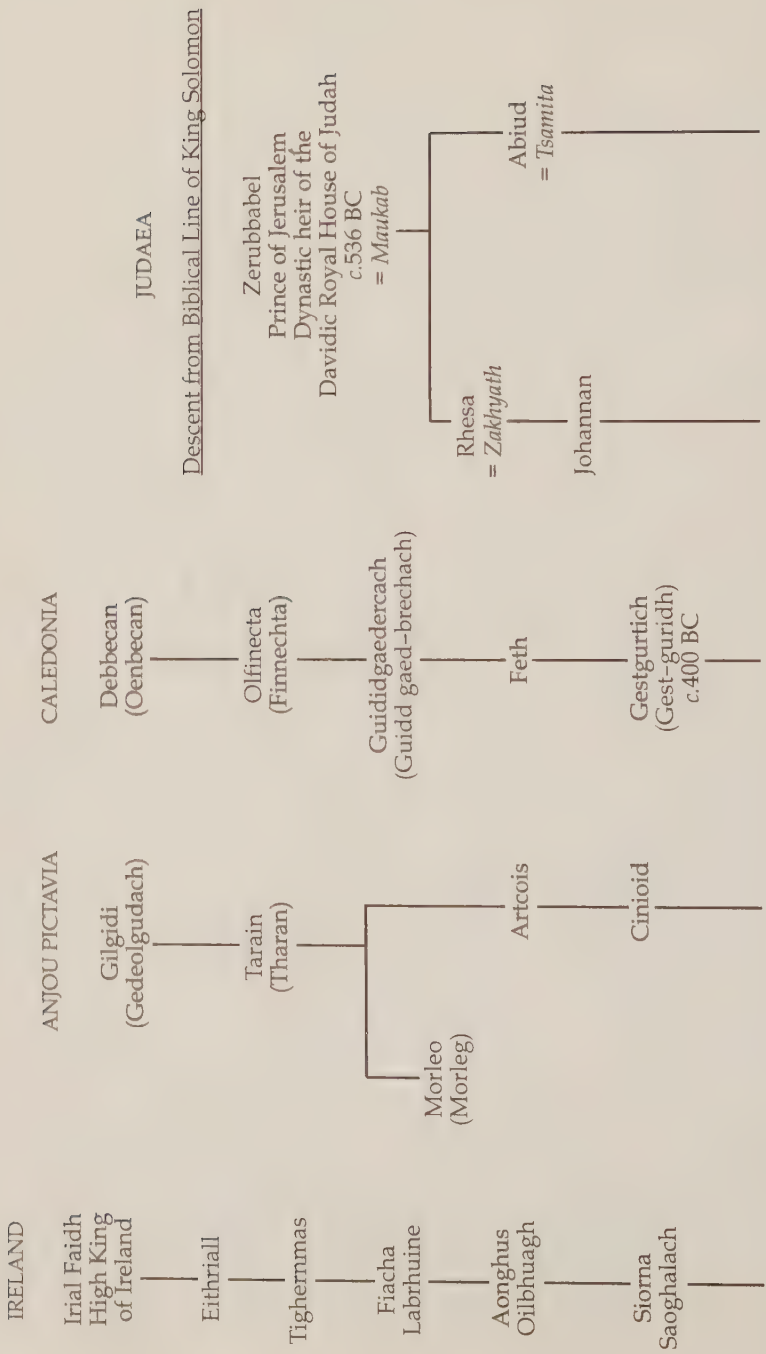 IRELAND
Irial Faidh
High King
of Ireland
Eithriall
Tighernmas
Fiacha
Labrhuine
Aonghus
Oilbhuagh
Siorna
Saoghalach
ANJOU PICTAVIA
Gilgidi
(Gedeolgudach)
Tarain
(Tharan)
Morleo
(Morleg)
Artcois
Cinioid
CALEDONIA
Debbecan
(Oenbecan)
Olfinecta
(Finnechta)
Guididgaedercach
(Guidd gaed-brechach)
Feth
Gestgurtich
(Gest-guridh)
c.400 BC
JUDAEA
Descent from Biblical Line of King Solomon
Zerubbabel
Prince of Jerusalem
Dynastic heir of the
Davidic Royal House of Judah
c.536 BC
= Maukab
Rhesa
= Zakhyath
Johannan
Abiud
= Tsamita